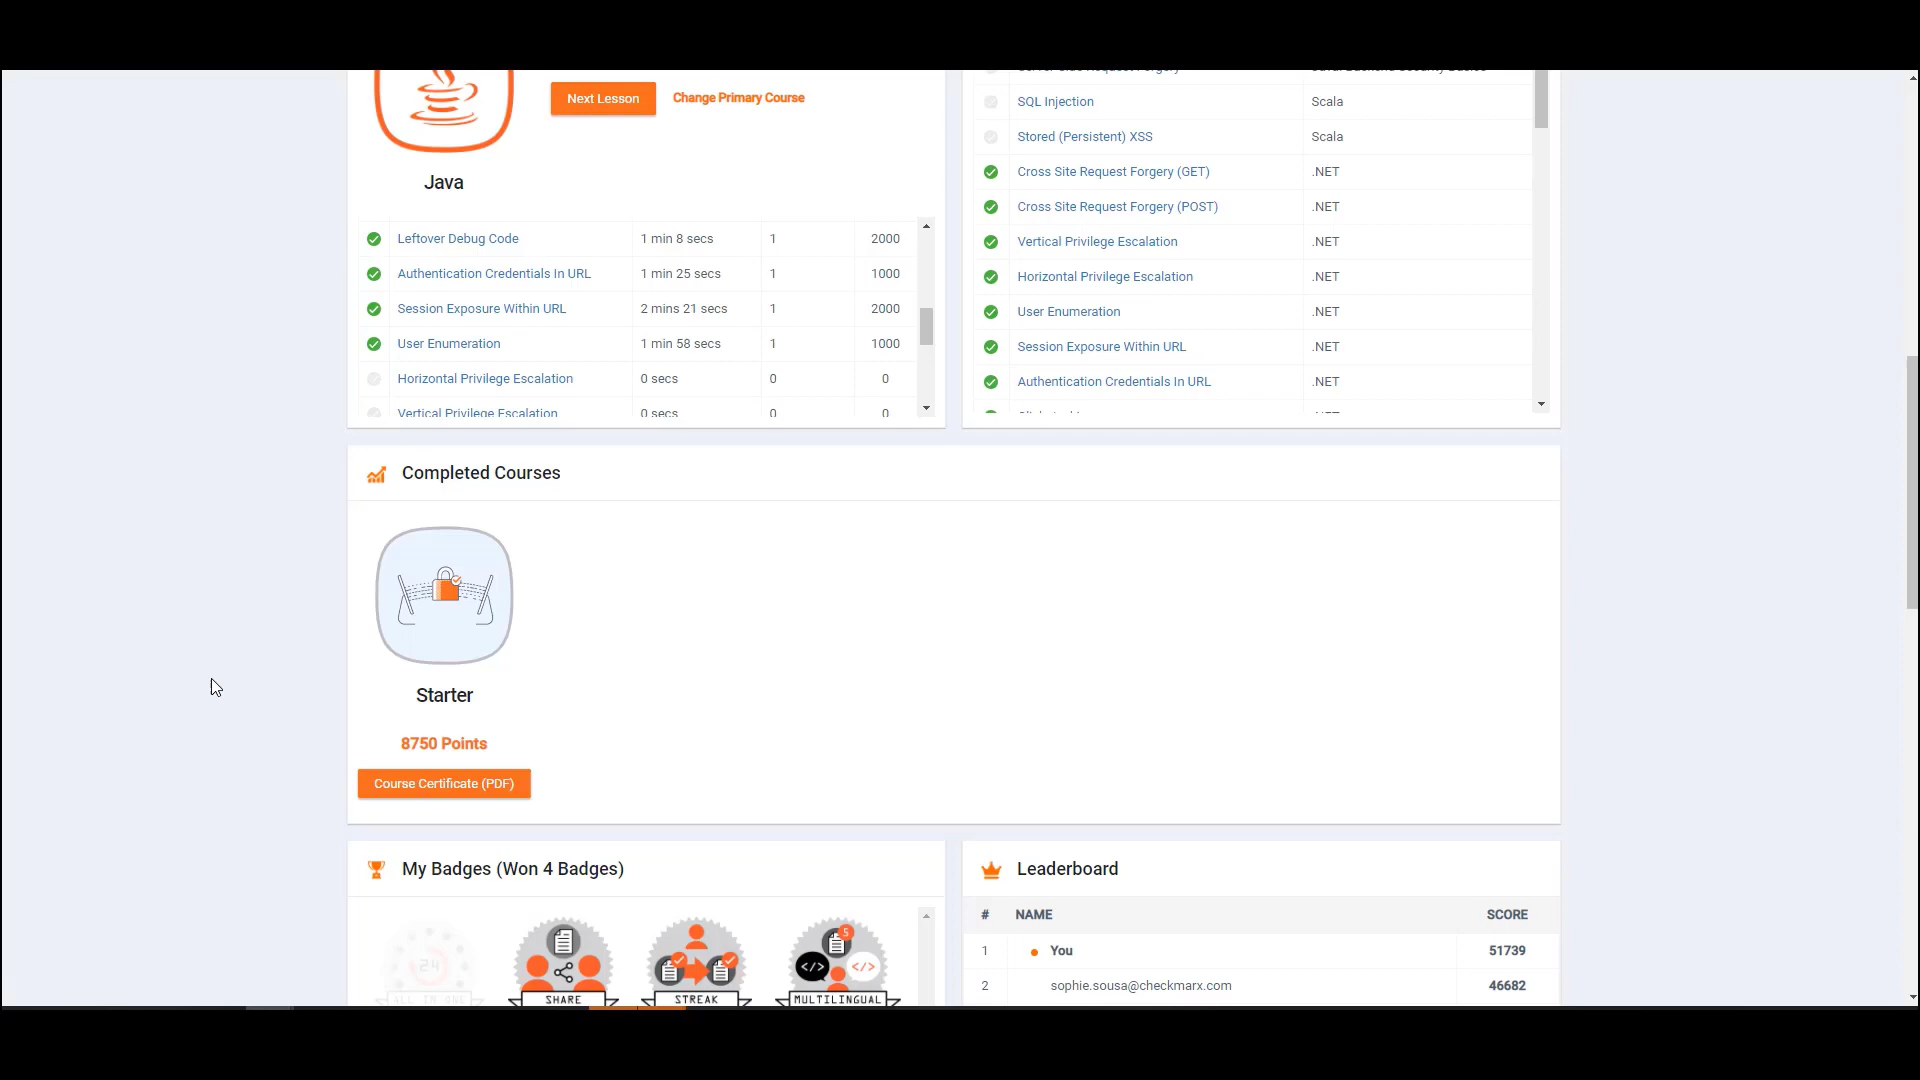 Next Lesson
Change Primary Course
Java
Leftover Debug Code 1 min 8 secs 1 2000
Authentication Credentials In URL 1 min 25 secs 1 1000
Session Exposure Within URL 2 mins 21 secs 1 2000
User Enumeration 1 min 58 secs 1 1000
Horizontal Privilege Escalation 0 secs 0 0
Vertical Privilege Escalation 0 secs 0 0
SQL Injection Scala
Stored (Persistent) XSS Scala
Cross Site Request Forgery (GET) .NET
Cross Site Request Forgery (POST) .NET
Vertical Privilege Escalation .NET
Horizontal Privilege Escalation .NET
User Enumeration .NET
Session Exposure Within URL .NET
Authentication Credentials In URL .NET
Completed Courses
Starter
8750 Points
Course Certificate (PDF)
My Badges (Won 4 Badges)
24
ALL IN ONE
SHARE
STREAK
5
</> </>
MULTILINGUAL
Leaderboard
# NAME SCORE
1 You 51739
2 sophie.sousa@checkmarx.com 46682